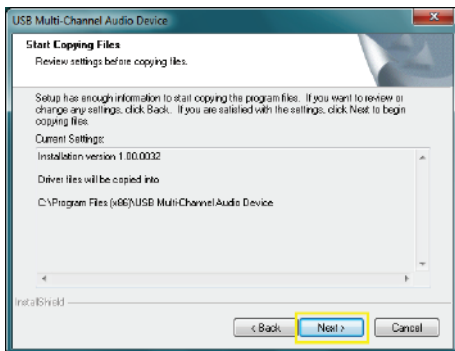 USB Multi-Channel Audio Device
Start Copying Files
Review settings before copying files.
Setup has enough information to start copying the program files. If you want to review or
change any settings, click Back. If you are satisfied with the settings, click Next to begin
copying files.
Current Settings:
Installation version 1.00.0032
Driver files will be copied into
C:\Program Files (x86)\USB Multi-Channel Audio Device
InstallShield
< Back
Next >
Cancel